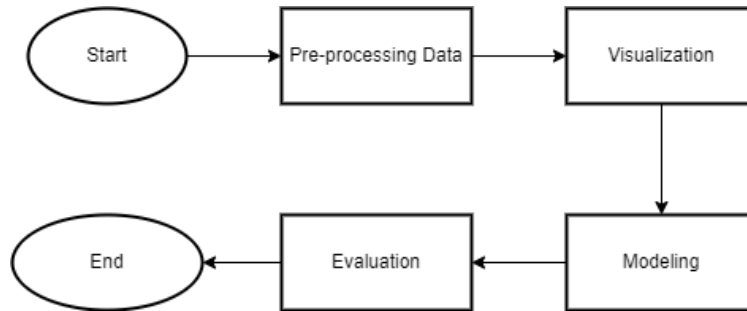 Start
Pre-processing Data
Visualization
Modeling
Evaluation
End